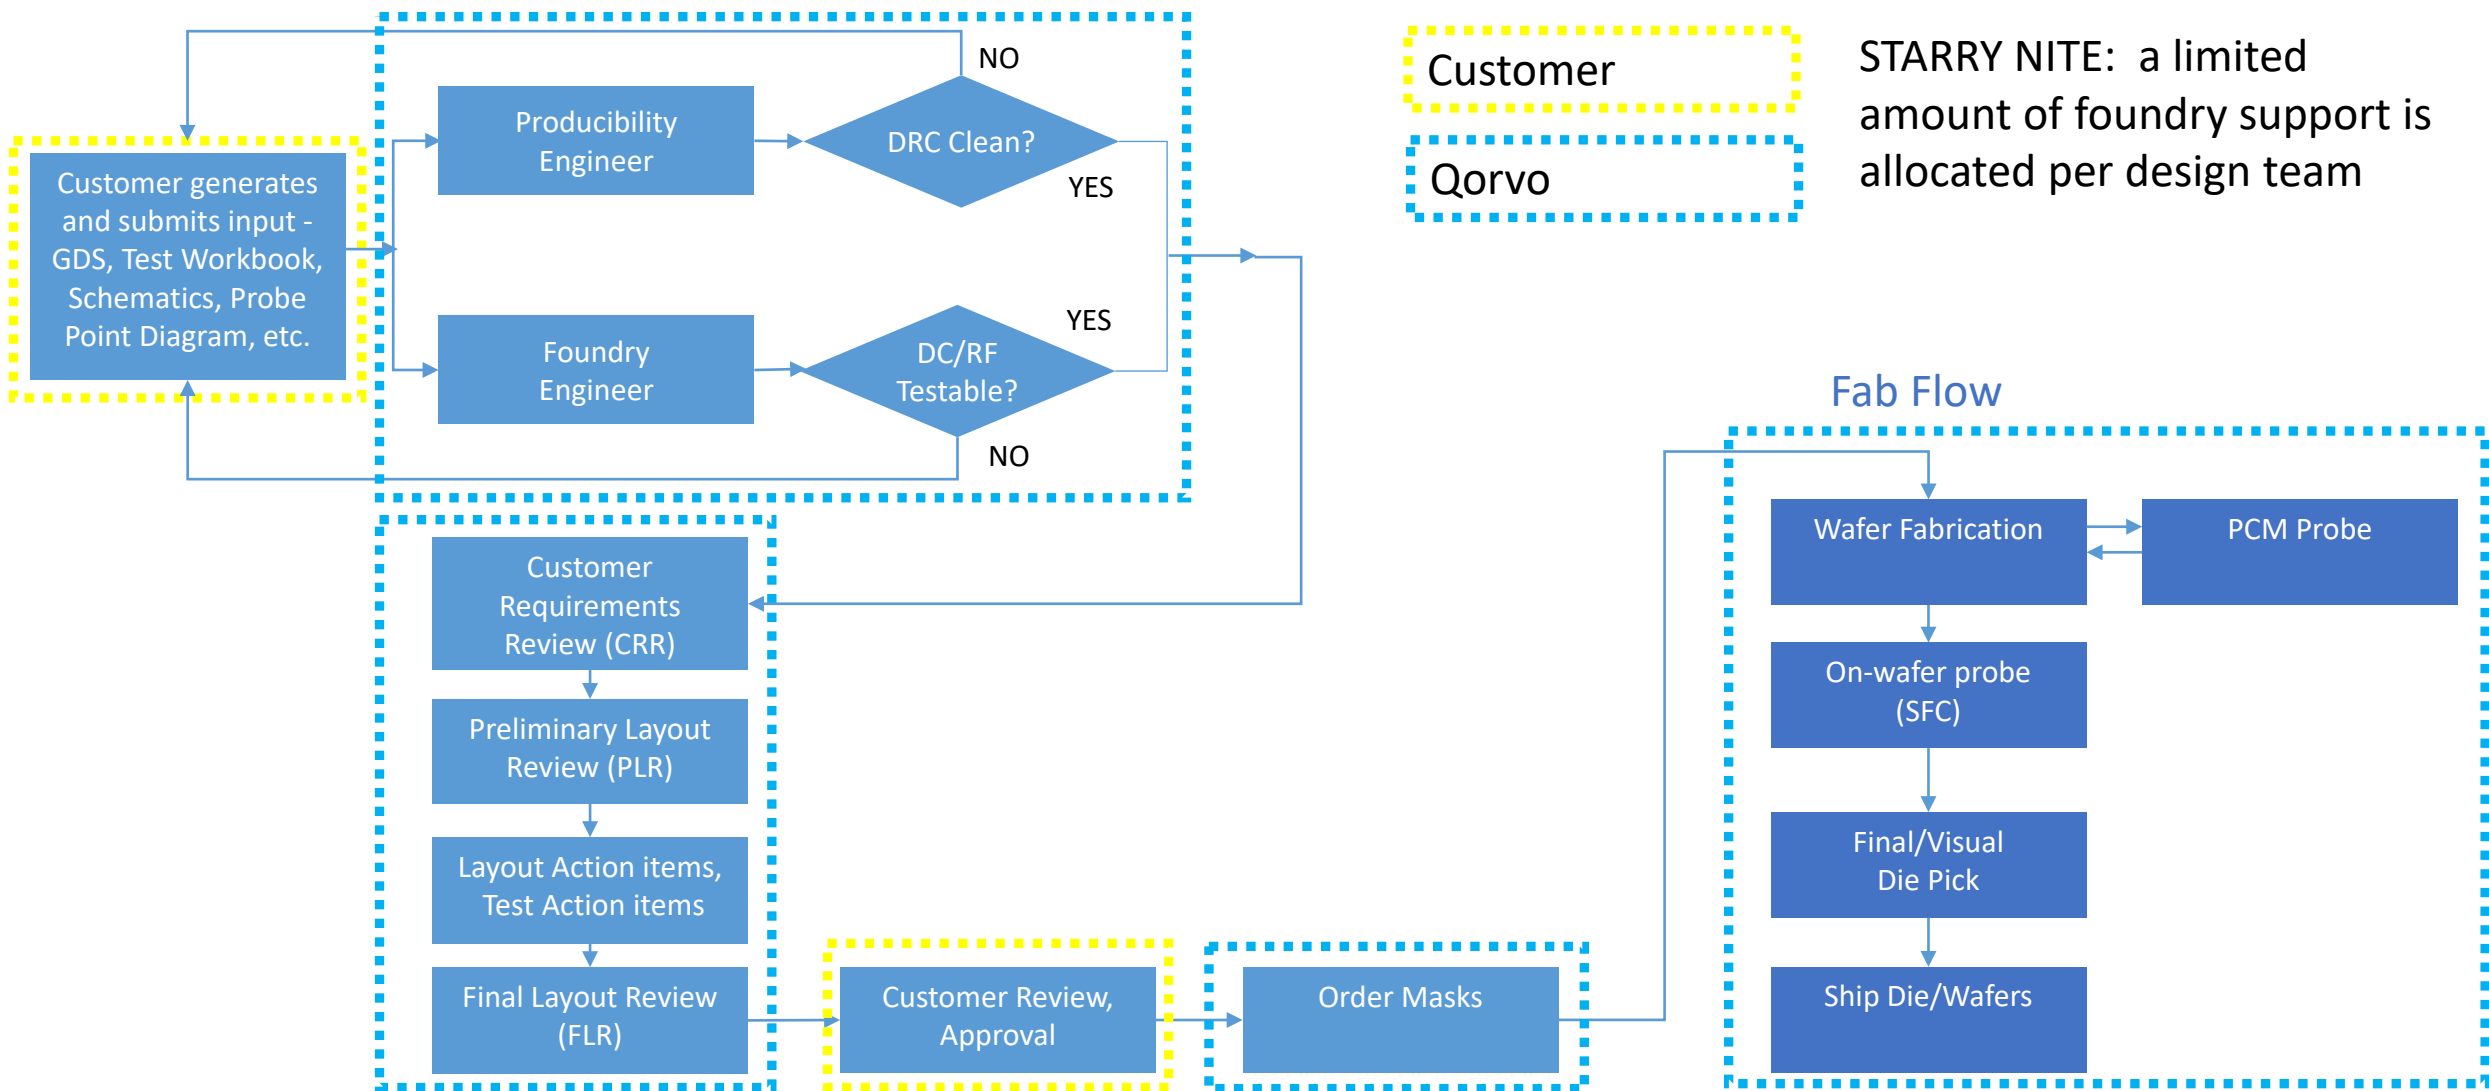 NO
Customer
STARRY NITE:  a limited
amount of foundry support is
allocated per design team
Producibility
Engineer
DRC Clean?
Qorvo
YES
Customer generates
and submits input -
GDS, Test Workbook,
Schematics, Probe
Point Diagram, etc.
YES
Foundry
Engineer
DC/RF
Testable?
NO
Fab Flow
Customer
Requirements
Review (CRR)
Preliminary Layout
Review (PLR)
Layout Action items,
Test Action items
Final Layout Review
(FLR)
Customer Review,
Approval
Order Masks
Wafer Fabrication
PCM Probe
On-wafer probe
(SFC)
Final/Visual
Die Pick
Ship Die/Wafers